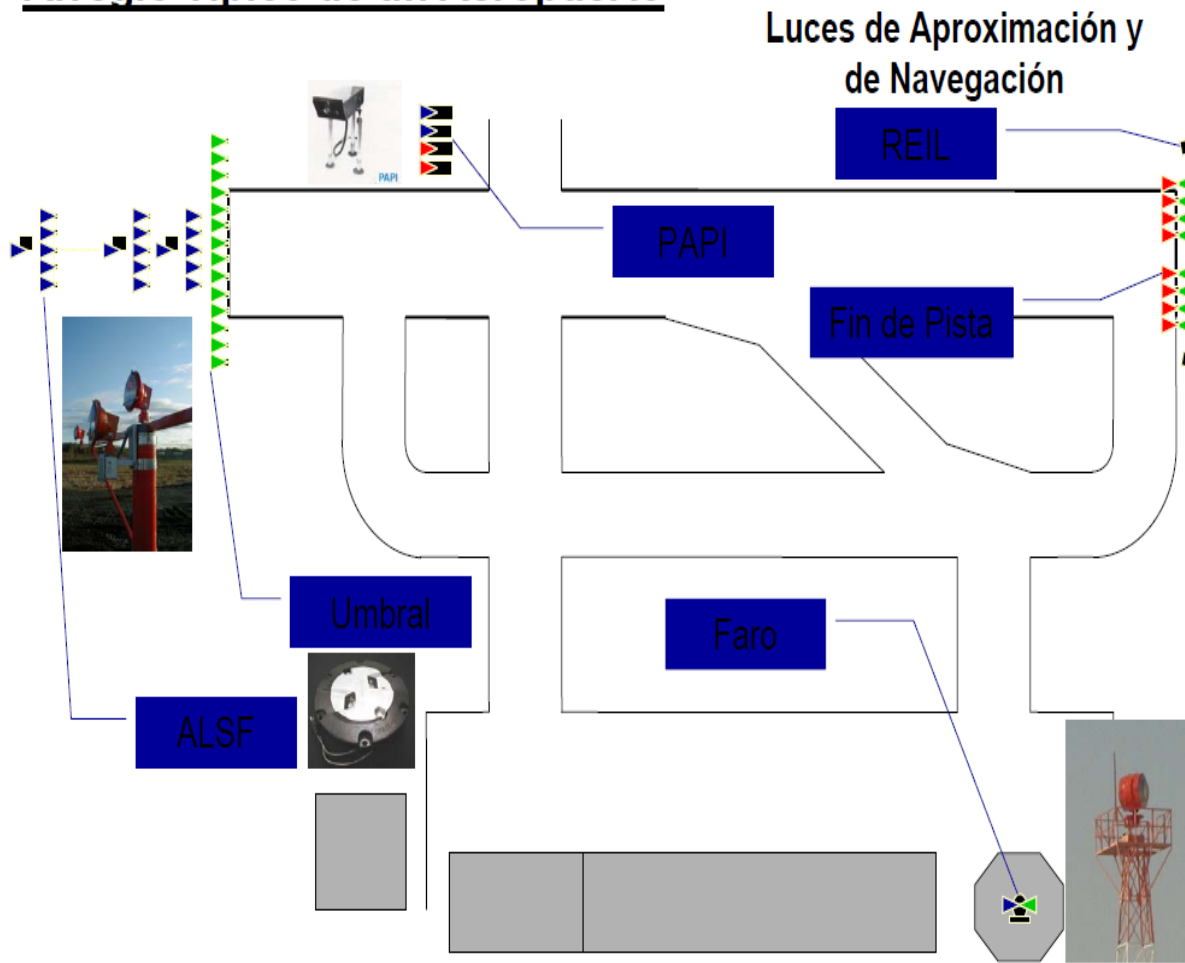 Luces de Aproximación y
de Navegación
REIL
PAPI
PAPI
Fin de Pista
Umbral
Faro
ALSF